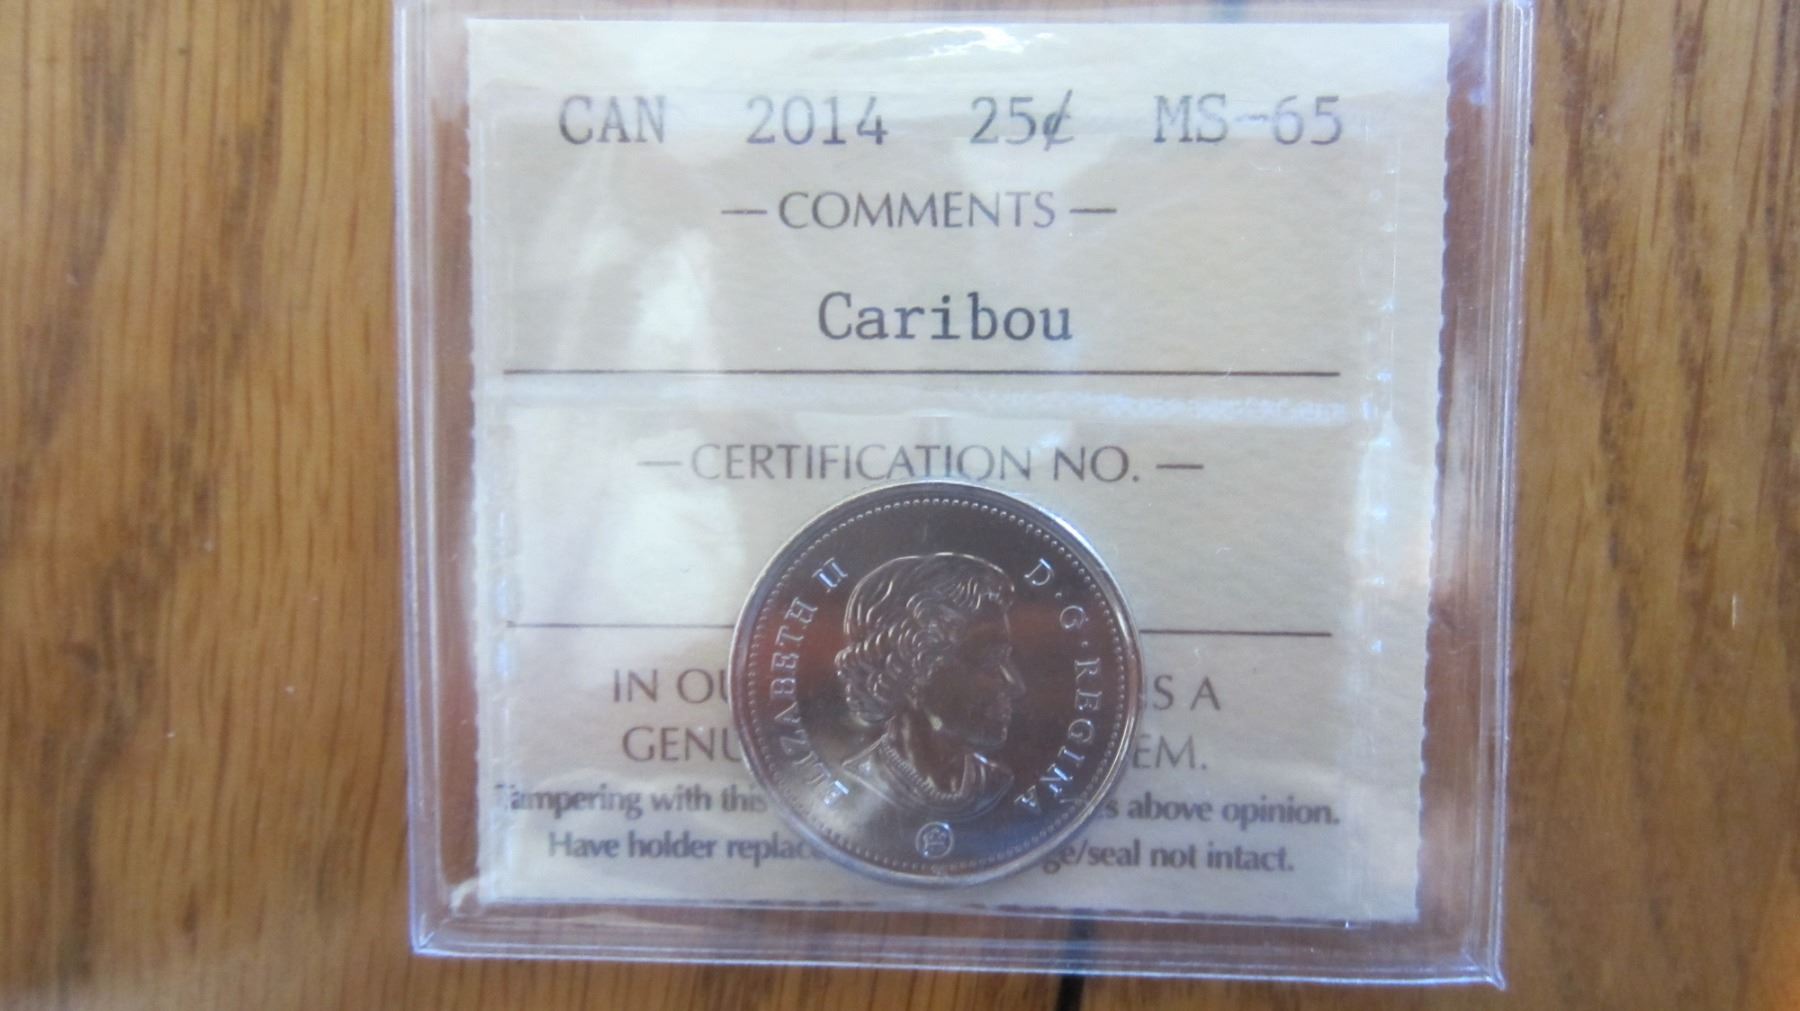 CAN 2014 25¢ MS-65
— COMMENTS —
Caribou
— CERTIFICATION NO. —
ELIZABETH II D·G·REGINA
IN OU S A
GENU EM.
Tampering with this s above opinion.
Have holder replac ge/seal not intact.